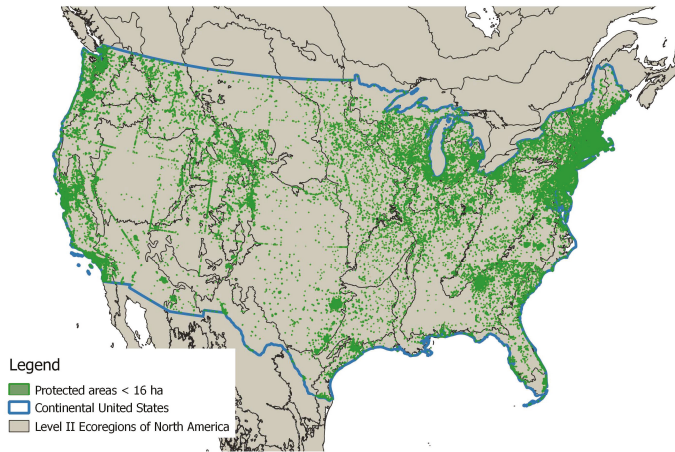 Legend
Protected areas < 16 ha
Continental United States
Level II Ecoregions of North America